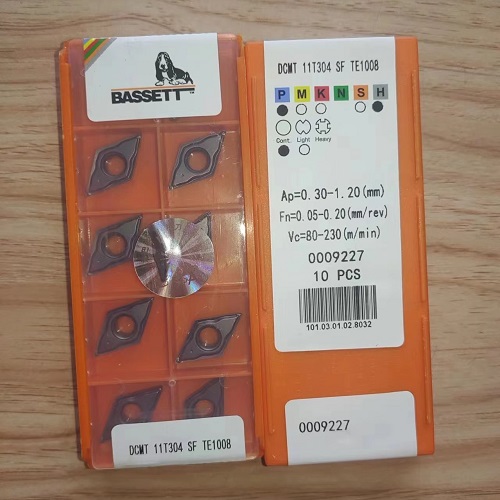 BASSETT™
DCMT 11T304 SF TE1008
DCMT 11T304 SF TE1008
P M K N S H
Cont. Light Heavy
Ap=0.30-1.20(mm)
Fn=0.05-0.20(mm/rev)
Vc=80-230(m/min)
0009227
10 PCS
101.03.01.02.8032
0009227